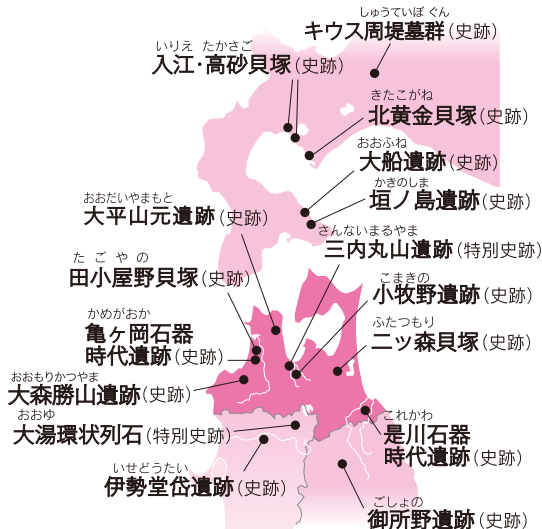 しゅうていぼ ぐん
キウス周堤墓群(史跡)
いりえ たかさご
入江・高砂貝塚(史跡)
きたこがね
北黄金貝塚(史跡)
おおふね
大船遺跡(史跡)
かきのしま
垣ノ島遺跡(史跡)
おおだいやまもと
大平山元遺跡(史跡)
さんないまるやま
三内丸山遺跡(特別史跡)
たごやの
田小屋野貝塚(史跡)
こまきの
小牧野遺跡(史跡)
かめがおか
亀ヶ岡石器
時代遺跡(史跡)
ふたつもり
二ッ森貝塚(史跡)
おおもりかつやま
大森勝山遺跡(史跡)
おおゆ
大湯環状列石(特別史跡)
これかわ
是川石器
時代遺跡(史跡)
いせどうたい
伊勢堂岱遺跡(史跡)
ごしょの
御所野遺跡(史跡)